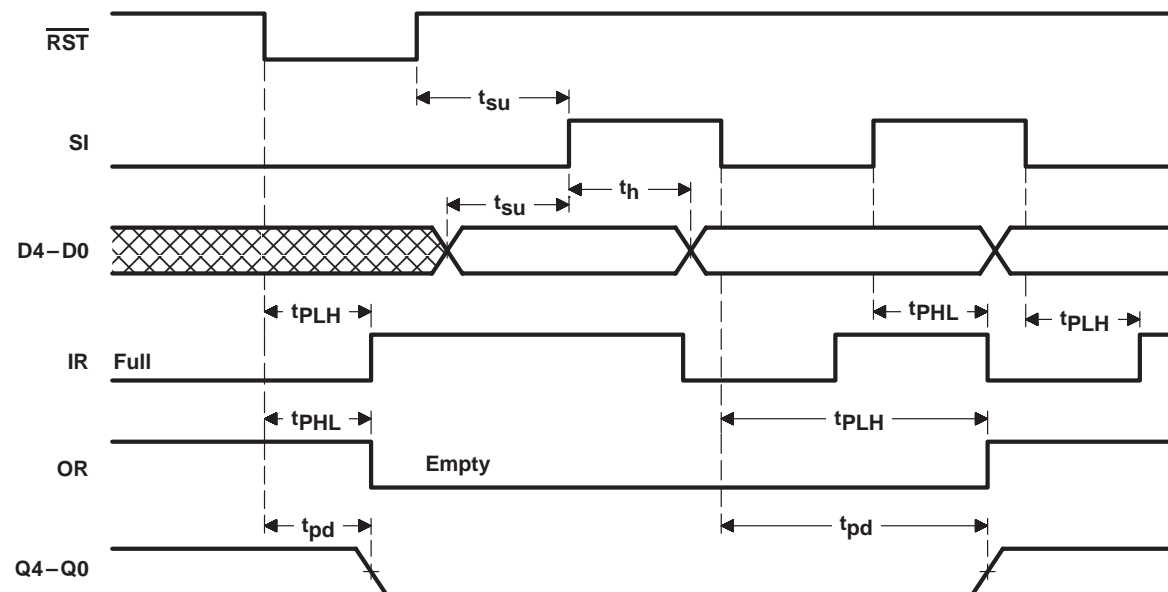 RST
tsu
SI
th
tsu
D4–D0
tPLH
tPHL
tPLH
IR Full
tPHL
tPLH
OR
Empty
tpd
tpd
Q4–Q0